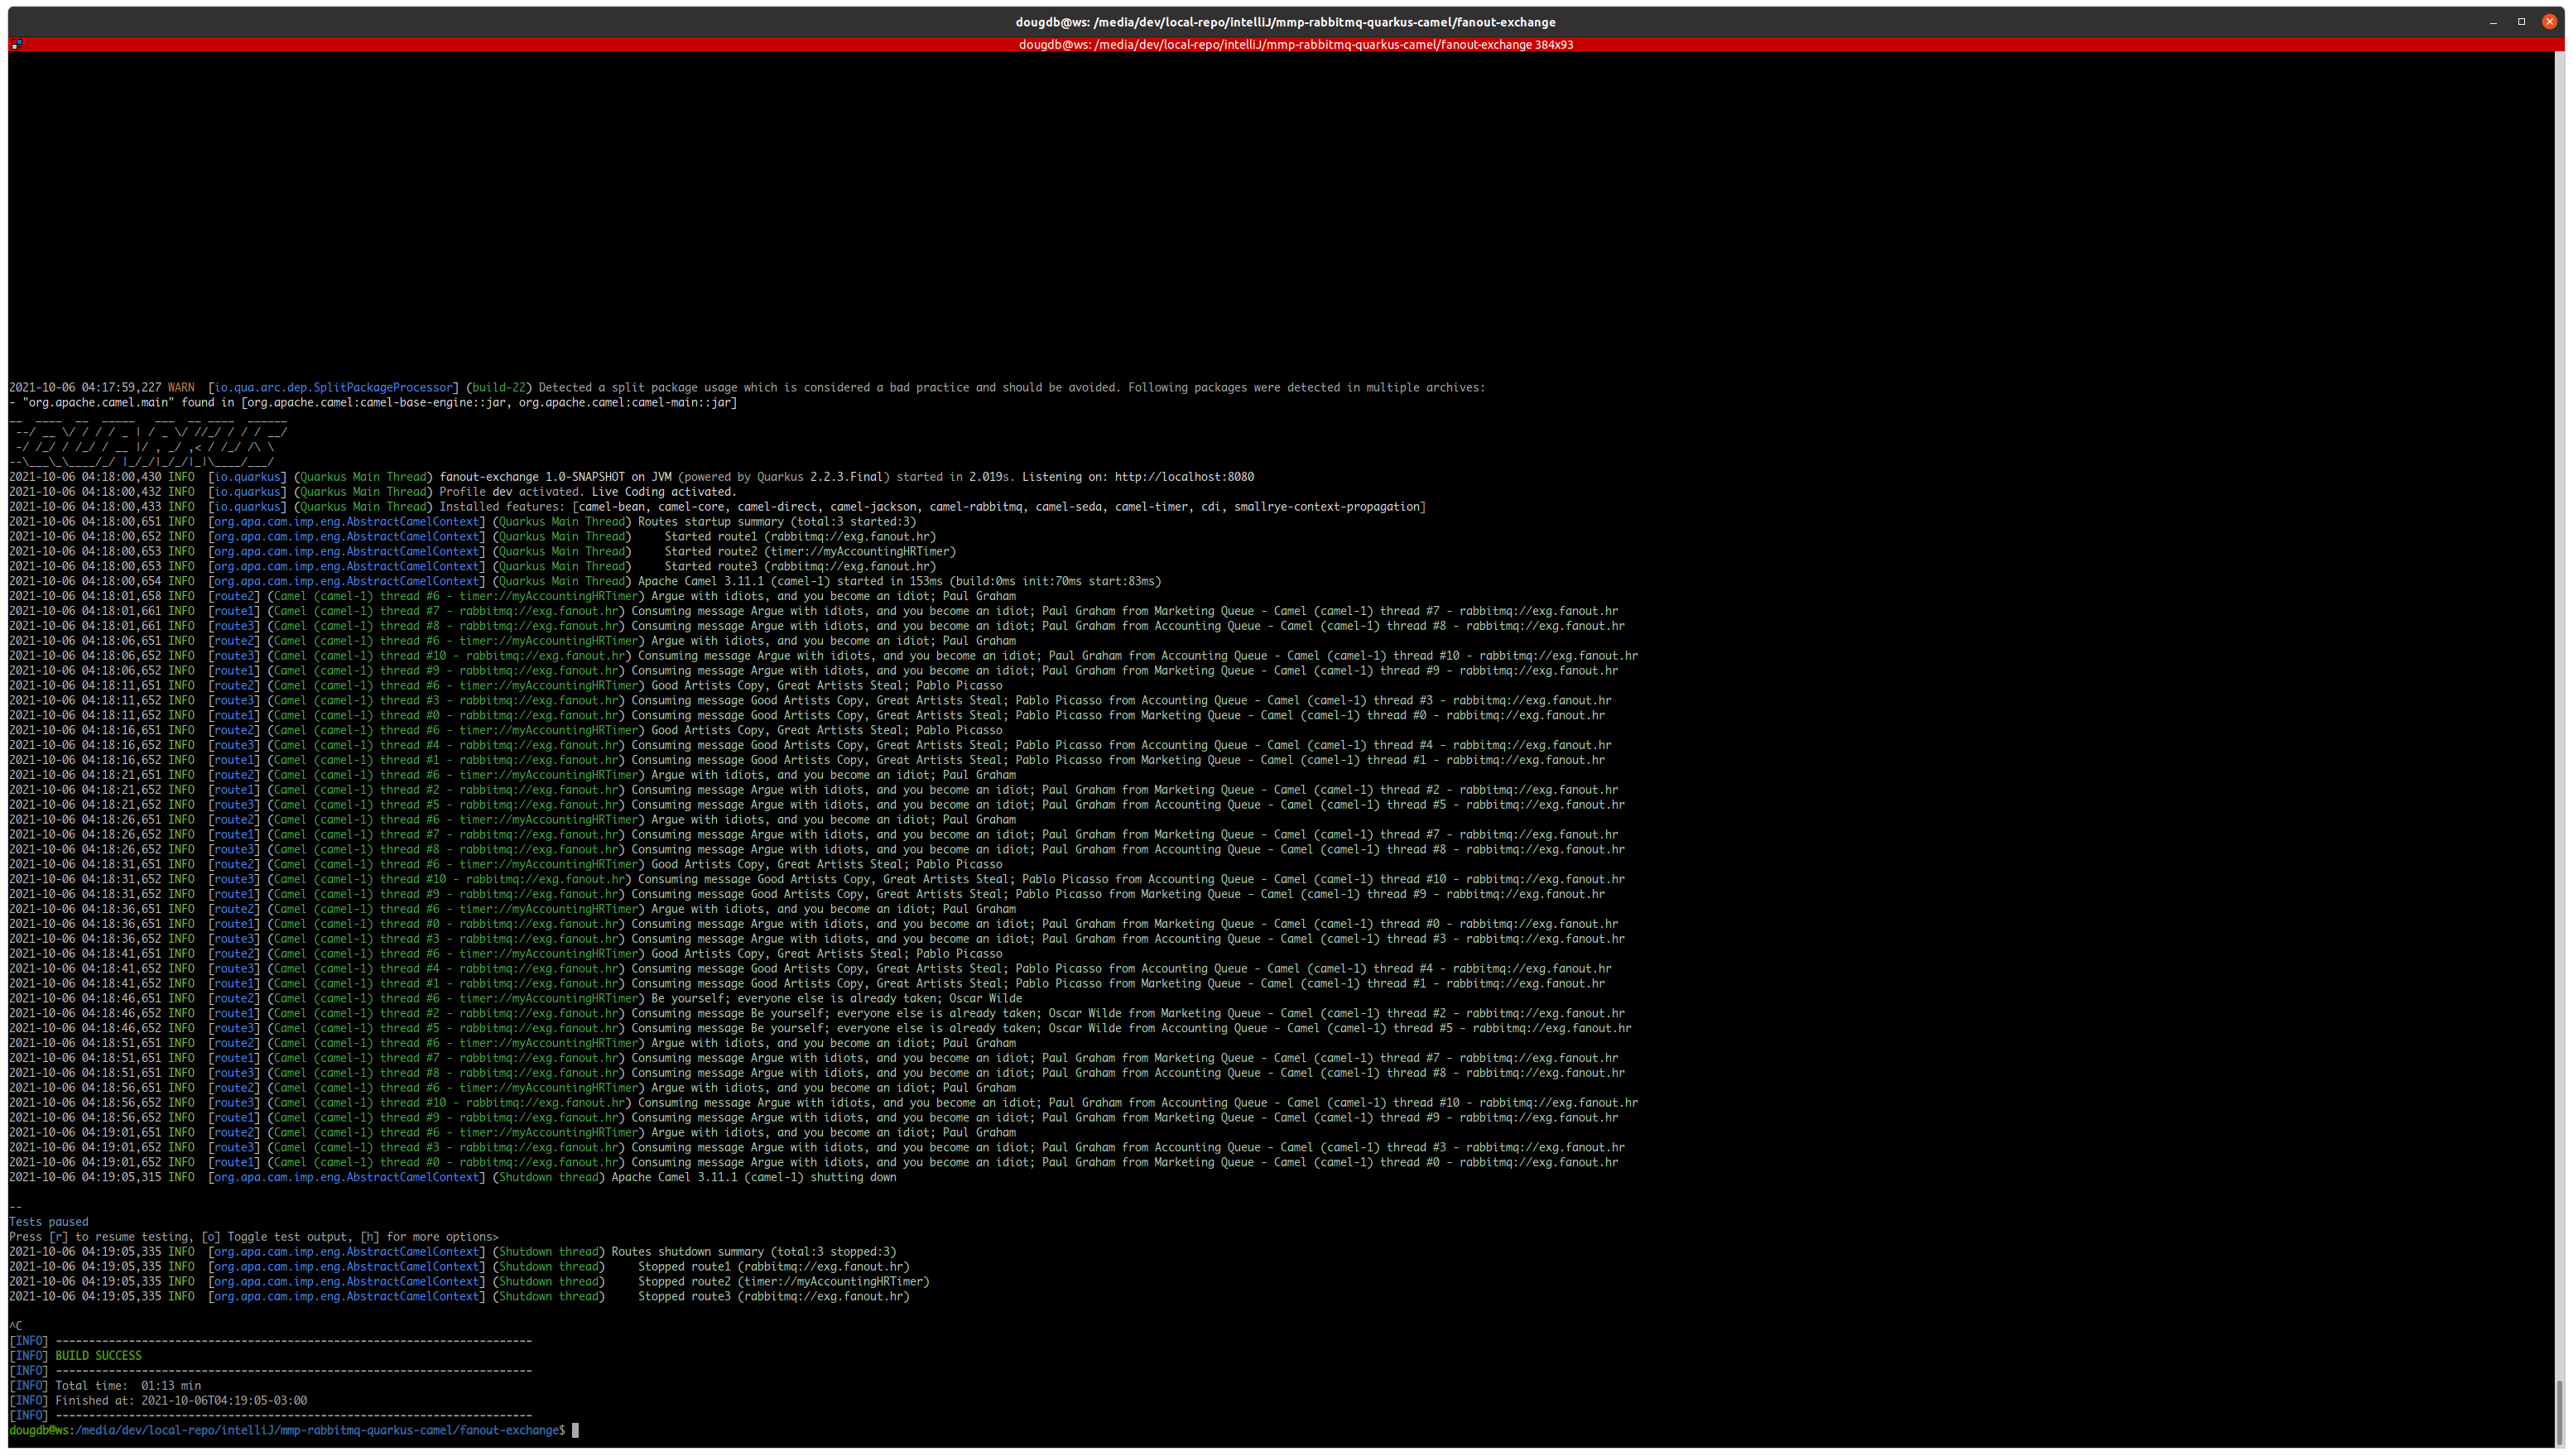 dougdb@ws: /media/dev/local-repo/intelliJ/mmp-rabbitmq-quarkus-camel/fanout-exchange
dougdb@ws: /media/dev/local-repo/intelliJ/mmp-rabbitmq-quarkus-camel/fanout-exchange 384x93
2021-10-06 04:17:59,227 WARN  [io.qua.arc.dep.SplitPackageProcessor] (build-22) Detected a split package usage which is considered a bad practice and should be avoided. Following packages were detected in multiple archives:
- "org.apache.camel.main" found in [org.apache.camel:camel-base-engine::jar, org.apache.camel:camel-main::jar]
__  ____  __  _____   ___  __ ____  ______
 --/ __ \/ / / / _ | / _ \/ //_/ / / / __/
 -/ /_/ / /_/ / __ |/ , _/ ,< / /_/ /\ \
--\___\_\____/_/ |_/_/|_/_/|_|\____/___/
2021-10-06 04:18:00,430 INFO  [io.quarkus] (Quarkus Main Thread) fanout-exchange 1.0-SNAPSHOT on JVM (powered by Quarkus 2.2.3.Final) started in 2.019s. Listening on: http://localhost:8080
2021-10-06 04:18:00,432 INFO  [io.quarkus] (Quarkus Main Thread) Profile dev activated. Live Coding activated.
2021-10-06 04:18:00,433 INFO  [io.quarkus] (Quarkus Main Thread) Installed features: [camel-bean, camel-core, camel-direct, camel-jackson, camel-rabbitmq, camel-seda, camel-timer, cdi, smallrye-context-propagation]
2021-10-06 04:18:00,651 INFO  [org.apa.cam.imp.eng.AbstractCamelContext] (Quarkus Main Thread) Routes startup summary (total:3 started:3)
2021-10-06 04:18:00,652 INFO  [org.apa.cam.imp.eng.AbstractCamelContext] (Quarkus Main Thread)     Started route1 (rabbitmq://exg.fanout.hr)
2021-10-06 04:18:00,653 INFO  [org.apa.cam.imp.eng.AbstractCamelContext] (Quarkus Main Thread)     Started route2 (timer://myAccountingHRTimer)
2021-10-06 04:18:00,653 INFO  [org.apa.cam.imp.eng.AbstractCamelContext] (Quarkus Main Thread)     Started route3 (rabbitmq://exg.fanout.hr)
2021-10-06 04:18:00,654 INFO  [org.apa.cam.imp.eng.AbstractCamelContext] (Quarkus Main Thread) Apache Camel 3.11.1 (camel-1) started in 153ms (build:0ms init:70ms start:83ms)
2021-10-06 04:18:01,658 INFO  [route2] (Camel (camel-1) thread #6 - timer://myAccountingHRTimer) Argue with idiots, and you become an idiot; Paul Graham
2021-10-06 04:18:01,661 INFO  [route1] (Camel (camel-1) thread #7 - rabbitmq://exg.fanout.hr) Consuming message Argue with idiots, and you become an idiot; Paul Graham from Marketing Queue - Camel (camel-1) thread #7 - rabbitmq://exg.fanout.hr
2021-10-06 04:18:01,661 INFO  [route3] (Camel (camel-1) thread #8 - rabbitmq://exg.fanout.hr) Consuming message Argue with idiots, and you become an idiot; Paul Graham from Accounting Queue - Camel (camel-1) thread #8 - rabbitmq://exg.fanout.hr
2021-10-06 04:18:06,651 INFO  [route2] (Camel (camel-1) thread #6 - timer://myAccountingHRTimer) Argue with idiots, and you become an idiot; Paul Graham
2021-10-06 04:18:06,652 INFO  [route3] (Camel (camel-1) thread #10 - rabbitmq://exg.fanout.hr) Consuming message Argue with idiots, and you become an idiot; Paul Graham from Accounting Queue - Camel (camel-1) thread #10 - rabbitmq://exg.fanout.hr
2021-10-06 04:18:06,652 INFO  [route1] (Camel (camel-1) thread #9 - rabbitmq://exg.fanout.hr) Consuming message Argue with idiots, and you become an idiot; Paul Graham from Marketing Queue - Camel (camel-1) thread #9 - rabbitmq://exg.fanout.hr
2021-10-06 04:18:11,651 INFO  [route2] (Camel (camel-1) thread #6 - timer://myAccountingHRTimer) Good Artists Copy, Great Artists Steal; Pablo Picasso
2021-10-06 04:18:11,652 INFO  [route3] (Camel (camel-1) thread #3 - rabbitmq://exg.fanout.hr) Consuming message Good Artists Copy, Great Artists Steal; Pablo Picasso from Accounting Queue - Camel (camel-1) thread #3 - rabbitmq://exg.fanout.hr
2021-10-06 04:18:11,652 INFO  [route1] (Camel (camel-1) thread #0 - rabbitmq://exg.fanout.hr) Consuming message Good Artists Copy, Great Artists Steal; Pablo Picasso from Marketing Queue - Camel (camel-1) thread #0 - rabbitmq://exg.fanout.hr
2021-10-06 04:18:16,651 INFO  [route2] (Camel (camel-1) thread #6 - timer://myAccountingHRTimer) Good Artists Copy, Great Artists Steal; Pablo Picasso
2021-10-06 04:18:16,652 INFO  [route3] (Camel (camel-1) thread #4 - rabbitmq://exg.fanout.hr) Consuming message Good Artists Copy, Great Artists Steal; Pablo Picasso from Accounting Queue - Camel (camel-1) thread #4 - rabbitmq://exg.fanout.hr
2021-10-06 04:18:16,652 INFO  [route1] (Camel (camel-1) thread #1 - rabbitmq://exg.fanout.hr) Consuming message Good Artists Copy, Great Artists Steal; Pablo Picasso from Marketing Queue - Camel (camel-1) thread #1 - rabbitmq://exg.fanout.hr
2021-10-06 04:18:21,651 INFO  [route2] (Camel (camel-1) thread #6 - timer://myAccountingHRTimer) Argue with idiots, and you become an idiot; Paul Graham
2021-10-06 04:18:21,652 INFO  [route1] (Camel (camel-1) thread #2 - rabbitmq://exg.fanout.hr) Consuming message Argue with idiots, and you become an idiot; Paul Graham from Marketing Queue - Camel (camel-1) thread #2 - rabbitmq://exg.fanout.hr
2021-10-06 04:18:21,652 INFO  [route3] (Camel (camel-1) thread #5 - rabbitmq://exg.fanout.hr) Consuming message Argue with idiots, and you become an idiot; Paul Graham from Accounting Queue - Camel (camel-1) thread #5 - rabbitmq://exg.fanout.hr
2021-10-06 04:18:26,651 INFO  [route2] (Camel (camel-1) thread #6 - timer://myAccountingHRTimer) Argue with idiots, and you become an idiot; Paul Graham
2021-10-06 04:18:26,652 INFO  [route1] (Camel (camel-1) thread #7 - rabbitmq://exg.fanout.hr) Consuming message Argue with idiots, and you become an idiot; Paul Graham from Marketing Queue - Camel (camel-1) thread #7 - rabbitmq://exg.fanout.hr
2021-10-06 04:18:26,652 INFO  [route3] (Camel (camel-1) thread #8 - rabbitmq://exg.fanout.hr) Consuming message Argue with idiots, and you become an idiot; Paul Graham from Accounting Queue - Camel (camel-1) thread #8 - rabbitmq://exg.fanout.hr
2021-10-06 04:18:31,651 INFO  [route2] (Camel (camel-1) thread #6 - timer://myAccountingHRTimer) Good Artists Copy, Great Artists Steal; Pablo Picasso
2021-10-06 04:18:31,652 INFO  [route3] (Camel (camel-1) thread #10 - rabbitmq://exg.fanout.hr) Consuming message Good Artists Copy, Great Artists Steal; Pablo Picasso from Accounting Queue - Camel (camel-1) thread #10 - rabbitmq://exg.fanout.hr
2021-10-06 04:18:31,652 INFO  [route1] (Camel (camel-1) thread #9 - rabbitmq://exg.fanout.hr) Consuming message Good Artists Copy, Great Artists Steal; Pablo Picasso from Marketing Queue - Camel (camel-1) thread #9 - rabbitmq://exg.fanout.hr
2021-10-06 04:18:36,651 INFO  [route2] (Camel (camel-1) thread #6 - timer://myAccountingHRTimer) Argue with idiots, and you become an idiot; Paul Graham
2021-10-06 04:18:36,652 INFO  [route1] (Camel (camel-1) thread #0 - rabbitmq://exg.fanout.hr) Consuming message Argue with idiots, and you become an idiot; Paul Graham from Marketing Queue - Camel (camel-1) thread #0 - rabbitmq://exg.fanout.hr
2021-10-06 04:18:36,652 INFO  [route3] (Camel (camel-1) thread #3 - rabbitmq://exg.fanout.hr) Consuming message Argue with idiots, and you become an idiot; Paul Graham from Accounting Queue - Camel (camel-1) thread #3 - rabbitmq://exg.fanout.hr
2021-10-06 04:18:41,651 INFO  [route2] (Camel (camel-1) thread #6 - timer://myAccountingHRTimer) Good Artists Copy, Great Artists Steal; Pablo Picasso
2021-10-06 04:18:41,652 INFO  [route3] (Camel (camel-1) thread #4 - rabbitmq://exg.fanout.hr) Consuming message Good Artists Copy, Great Artists Steal; Pablo Picasso from Accounting Queue - Camel (camel-1) thread #4 - rabbitmq://exg.fanout.hr
2021-10-06 04:18:41,652 INFO  [route1] (Camel (camel-1) thread #1 - rabbitmq://exg.fanout.hr) Consuming message Good Artists Copy, Great Artists Steal; Pablo Picasso from Marketing Queue - Camel (camel-1) thread #1 - rabbitmq://exg.fanout.hr
2021-10-06 04:18:46,651 INFO  [route2] (Camel (camel-1) thread #6 - timer://myAccountingHRTimer) Be yourself; everyone else is already taken; Oscar Wilde
2021-10-06 04:18:46,652 INFO  [route1] (Camel (camel-1) thread #2 - rabbitmq://exg.fanout.hr) Consuming message Be yourself; everyone else is already taken; Oscar Wilde from Marketing Queue - Camel (camel-1) thread #2 - rabbitmq://exg.fanout.hr
2021-10-06 04:18:46,652 INFO  [route3] (Camel (camel-1) thread #5 - rabbitmq://exg.fanout.hr) Consuming message Be yourself; everyone else is already taken; Oscar Wilde from Accounting Queue - Camel (camel-1) thread #5 - rabbitmq://exg.fanout.hr
2021-10-06 04:18:51,651 INFO  [route2] (Camel (camel-1) thread #6 - timer://myAccountingHRTimer) Argue with idiots, and you become an idiot; Paul Graham
2021-10-06 04:18:51,651 INFO  [route1] (Camel (camel-1) thread #7 - rabbitmq://exg.fanout.hr) Consuming message Argue with idiots, and you become an idiot; Paul Graham from Marketing Queue - Camel (camel-1) thread #7 - rabbitmq://exg.fanout.hr
2021-10-06 04:18:51,651 INFO  [route3] (Camel (camel-1) thread #8 - rabbitmq://exg.fanout.hr) Consuming message Argue with idiots, and you become an idiot; Paul Graham from Accounting Queue - Camel (camel-1) thread #8 - rabbitmq://exg.fanout.hr
2021-10-06 04:18:56,651 INFO  [route2] (Camel (camel-1) thread #6 - timer://myAccountingHRTimer) Argue with idiots, and you become an idiot; Paul Graham
2021-10-06 04:18:56,652 INFO  [route3] (Camel (camel-1) thread #10 - rabbitmq://exg.fanout.hr) Consuming message Argue with idiots, and you become an idiot; Paul Graham from Accounting Queue - Camel (camel-1) thread #10 - rabbitmq://exg.fanout.hr
2021-10-06 04:18:56,652 INFO  [route1] (Camel (camel-1) thread #9 - rabbitmq://exg.fanout.hr) Consuming message Argue with idiots, and you become an idiot; Paul Graham from Marketing Queue - Camel (camel-1) thread #9 - rabbitmq://exg.fanout.hr
2021-10-06 04:19:01,651 INFO  [route2] (Camel (camel-1) thread #6 - timer://myAccountingHRTimer) Argue with idiots, and you become an idiot; Paul Graham
2021-10-06 04:19:01,652 INFO  [route3] (Camel (camel-1) thread #3 - rabbitmq://exg.fanout.hr) Consuming message Argue with idiots, and you become an idiot; Paul Graham from Accounting Queue - Camel (camel-1) thread #3 - rabbitmq://exg.fanout.hr
2021-10-06 04:19:01,652 INFO  [route1] (Camel (camel-1) thread #0 - rabbitmq://exg.fanout.hr) Consuming message Argue with idiots, and you become an idiot; Paul Graham from Marketing Queue - Camel (camel-1) thread #0 - rabbitmq://exg.fanout.hr
2021-10-06 04:19:05,315 INFO  [org.apa.cam.imp.eng.AbstractCamelContext] (Shutdown thread) Apache Camel 3.11.1 (camel-1) shutting down
--
Tests paused
Press [r] to resume testing, [o] Toggle test output, [h] for more options>
2021-10-06 04:19:05,335 INFO  [org.apa.cam.imp.eng.AbstractCamelContext] (Shutdown thread) Routes shutdown summary (total:3 stopped:3)
2021-10-06 04:19:05,335 INFO  [org.apa.cam.imp.eng.AbstractCamelContext] (Shutdown thread)     Stopped route1 (rabbitmq://exg.fanout.hr)
2021-10-06 04:19:05,335 INFO  [org.apa.cam.imp.eng.AbstractCamelContext] (Shutdown thread)     Stopped route2 (timer://myAccountingHRTimer)
2021-10-06 04:19:05,335 INFO  [org.apa.cam.imp.eng.AbstractCamelContext] (Shutdown thread)     Stopped route3 (rabbitmq://exg.fanout.hr)
^C
[INFO] ------------------------------------------------------------------------
[INFO] BUILD SUCCESS
[INFO] ------------------------------------------------------------------------
[INFO] Total time:  01:13 min
[INFO] Finished at: 2021-10-06T04:19:05-03:00
[INFO] ------------------------------------------------------------------------
dougdb@ws:/media/dev/local-repo/intelliJ/mmp-rabbitmq-quarkus-camel/fanout-exchange$